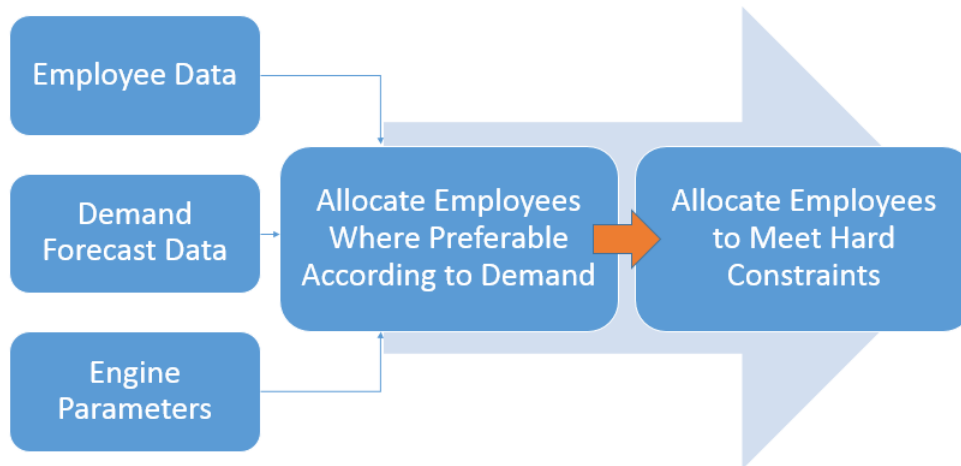 Employee Data
Demand
Forecast Data
Engine
Parameters
Allocate Employees
Where Preferable
According to Demand
Allocate Employees
to Meet Hard
Constraints